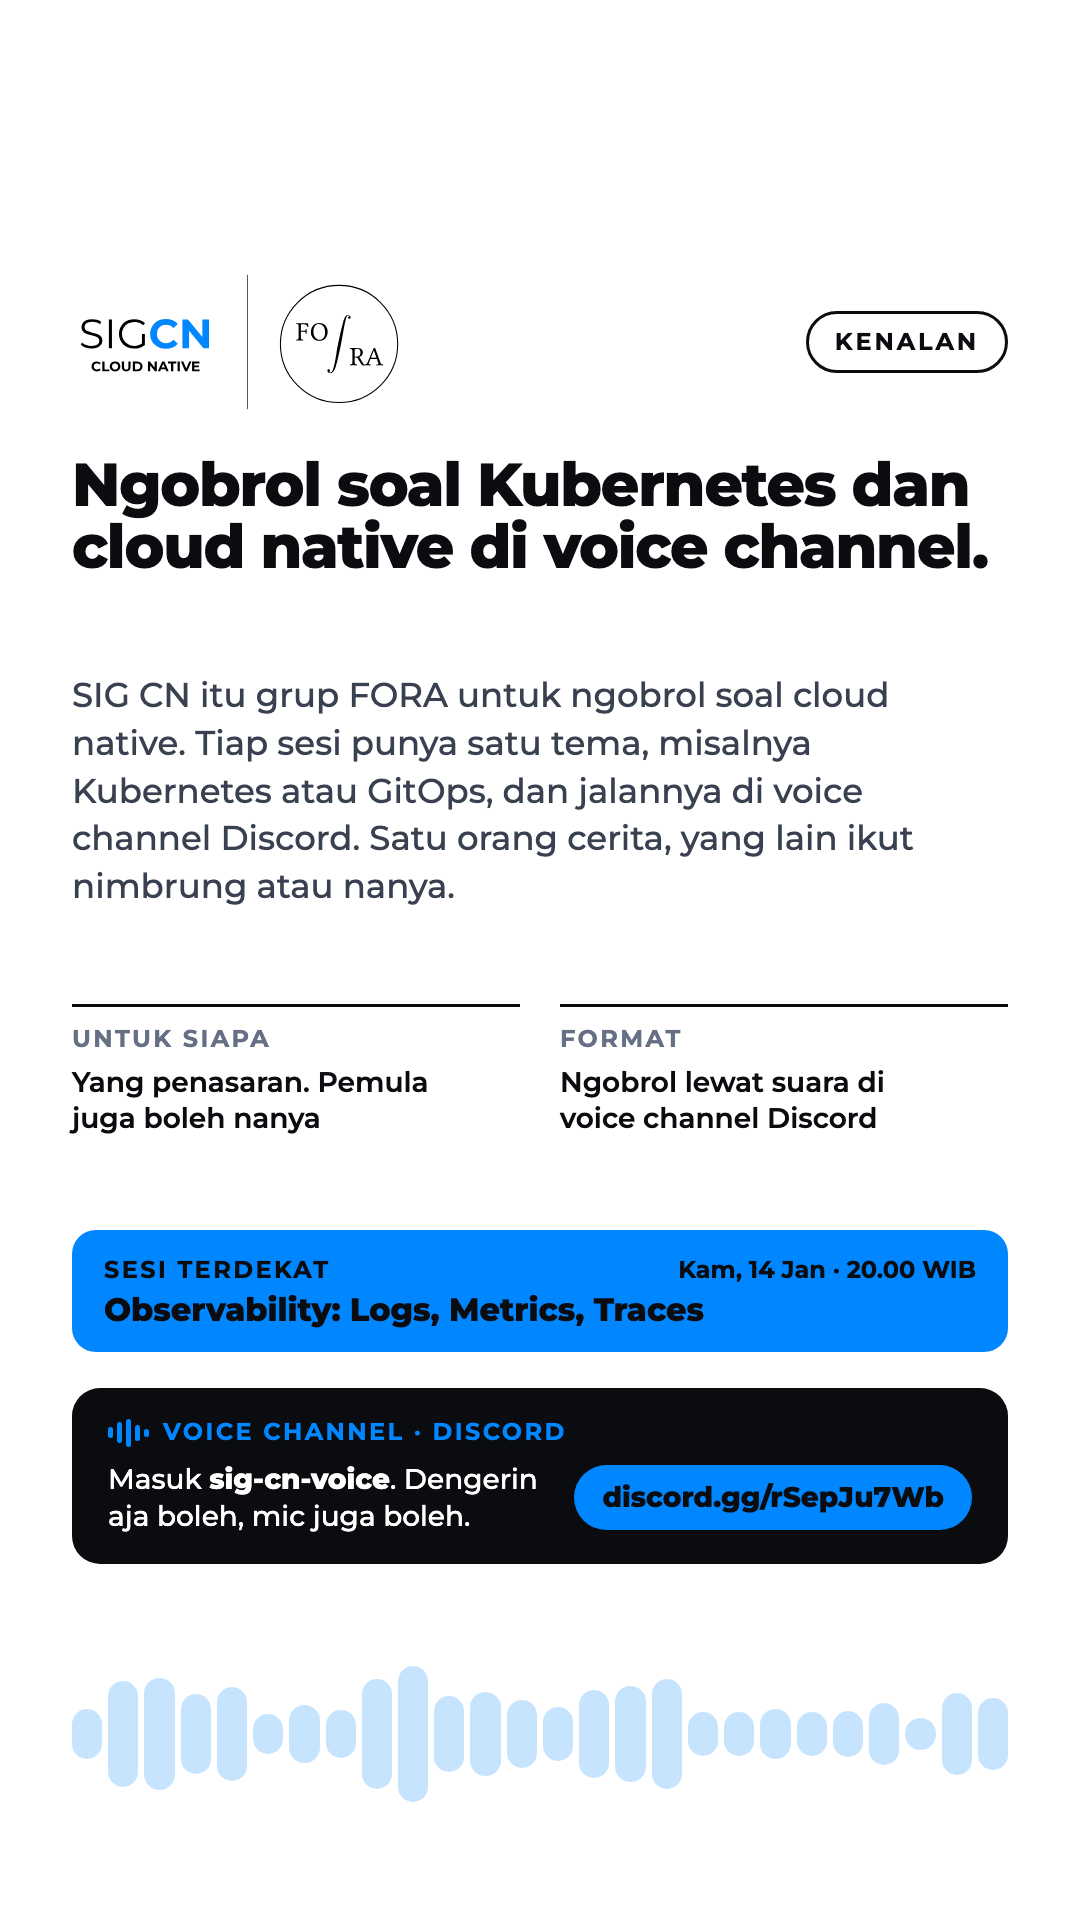 SIGCN
CLOUD NATIVE
FO RA
KENALAN
Ngobrol soal Kubernetes dan
cloud native di voice channel.
SIG CN itu grup FORA untuk ngobrol soal cloud
native. Tiap sesi punya satu tema, misalnya
Kubernetes atau GitOps, dan jalannya di voice
channel Discord. Satu orang cerita, yang lain ikut
nimbrung atau nanya.
UNTUK SIAPA
Yang penasaran. Pemula
juga boleh nanya
FORMAT
Ngobrol lewat suara di
voice channel Discord
SESI TERDEKAT
Kam, 14 Jan · 20.00 WIB
Observability: Logs, Metrics, Traces
VOICE CHANNEL · DISCORD
Masuk sig-cn-voice. Dengerin
aja boleh, mic juga boleh.
discord.gg/rSepJu7Wb